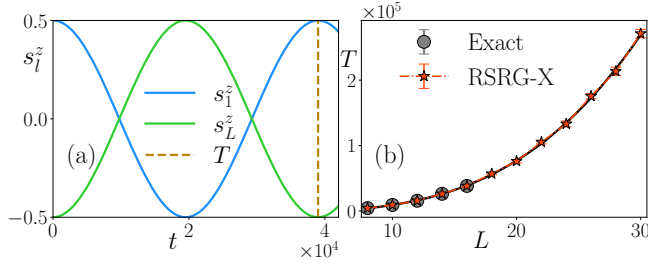 0.5
0.0
−0.5
s_l^z
(a)
s_1^z
s_L^z
T
0
2
4
t
×10^4
×10^5
T
2
1
0
Exact
RSRG-X
(b)
10
20
30
L